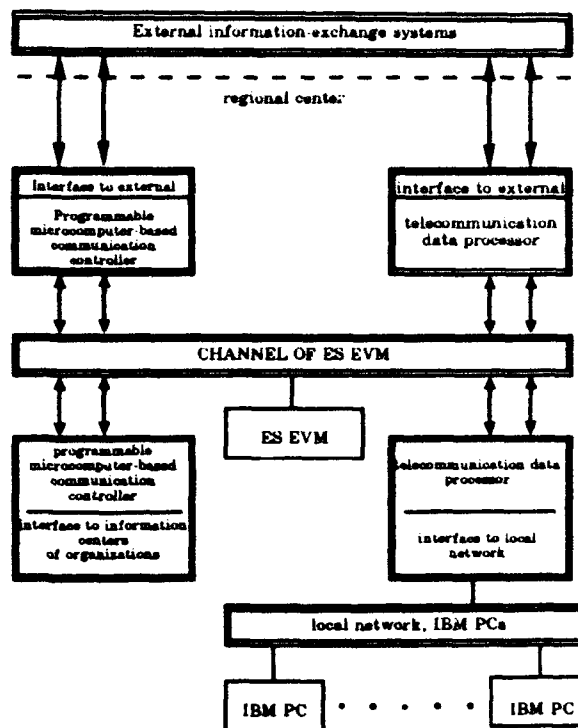 External information-exchange systems
regional center
Interface to external
Programmable
microcomputer-based
communication
controller
interface to external
telecommunication
data processor
CHANNEL OF ES EVM
ES EVM
programmable
microcomputer-based
communication
controller
interface to information
centers
of organizations
telecommunication data
processor
interface to local
network
local network, IBM PCs
IBM PC
IBM PC